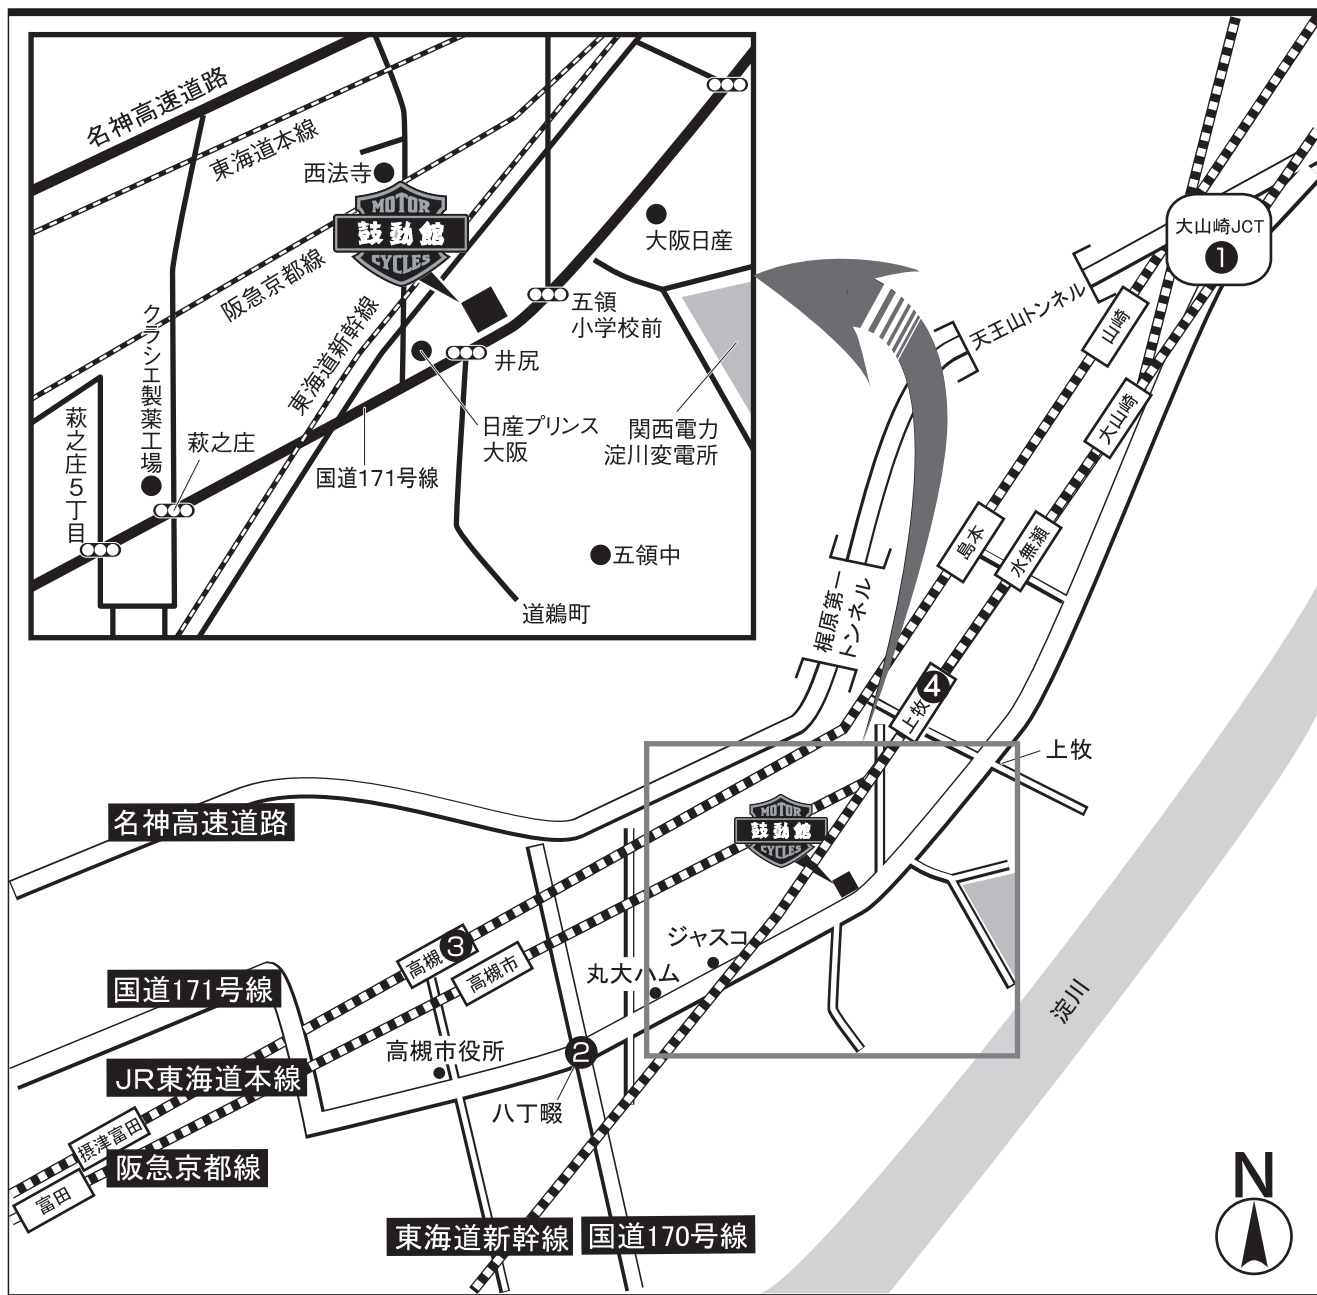 名神高速道路
東海道本線
西法寺
MOTOR
鼓動館
CYCLES
大阪日産
阪急京都線
東海道新幹線
クラシエ製薬工場
五領
小学校前
井尻
日産プリンス
大阪
関西電力
淀川変電所
萩之庄5丁目
萩之庄
国道171号線
五領中
道鵜町
大山崎JCT
1
天王山トンネル
山崎
大山崎
島本
水無瀬
梶原第一
トンネル
上牧
4
上牧
名神高速道路
MOTOR
鼓動館
CYCLES
ジャスコ
丸大ハム
高槻
3
高槻市
国道171号線
高槻市役所
2
八丁畷
JR東海道本線
摂津富田
阪急京都線
富田
東海道新幹線
国道170号線
淀川
N